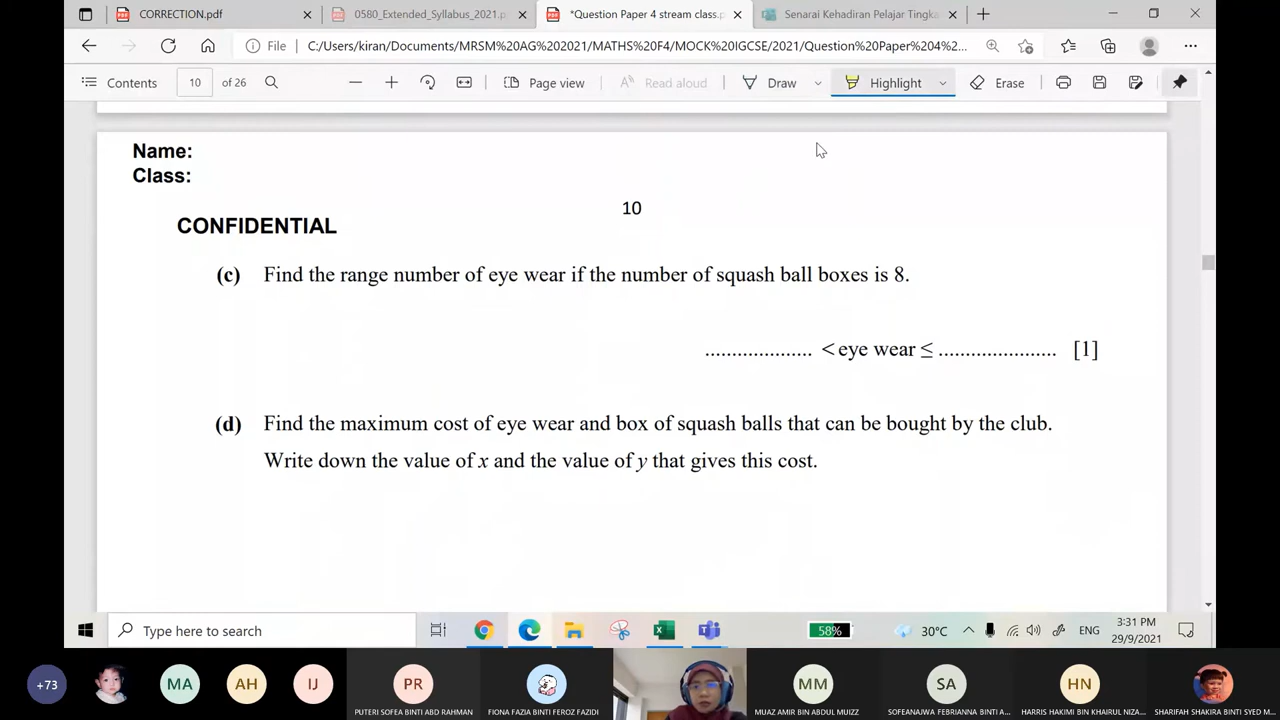 CORRECTION.pdf
0580_Extended_Syllabus_2021.p
*Question Paper 4 stream class.p
Senarai Kehadiran Pelajar Tingka
File
C:/Users/kiran/Documents/MRSM%20AG%202021/MATHS%20F4/MOCK%20IGCSE/2021/Question%20Paper%204%2...
Contents
10
of 26
Page view
Read aloud
Draw
Highlight
Erase
Name:
Class:
10
CONFIDENTIAL
(c) Find the range number of eye wear if the number of squash ball boxes is 8.
.................... < eye wear ≤ ...................... [1]
(d) Find the maximum cost of eye wear and box of squash balls that can be bought by the club.
Write down the value of x and the value of y that gives this cost.
Type here to search
58%
30°C
ENG
3:31 PM
29/9/2021
+73
MA
AH
IJ
PR
MM
SA
HN
PUTERI SOFEA BINTI ABD RAHMAN
FIONA FAZIA BINTI FEROZ FAZIDI
MUAZ AMIR BIN ABDUL MUIZZ
SOFEANAJWA FEBRIANNA BINTI A...
HARRIS HAKIMI BIN KHAIRUL NIZA...
SHARIFAH SHAKIRA BINTI SYED M...